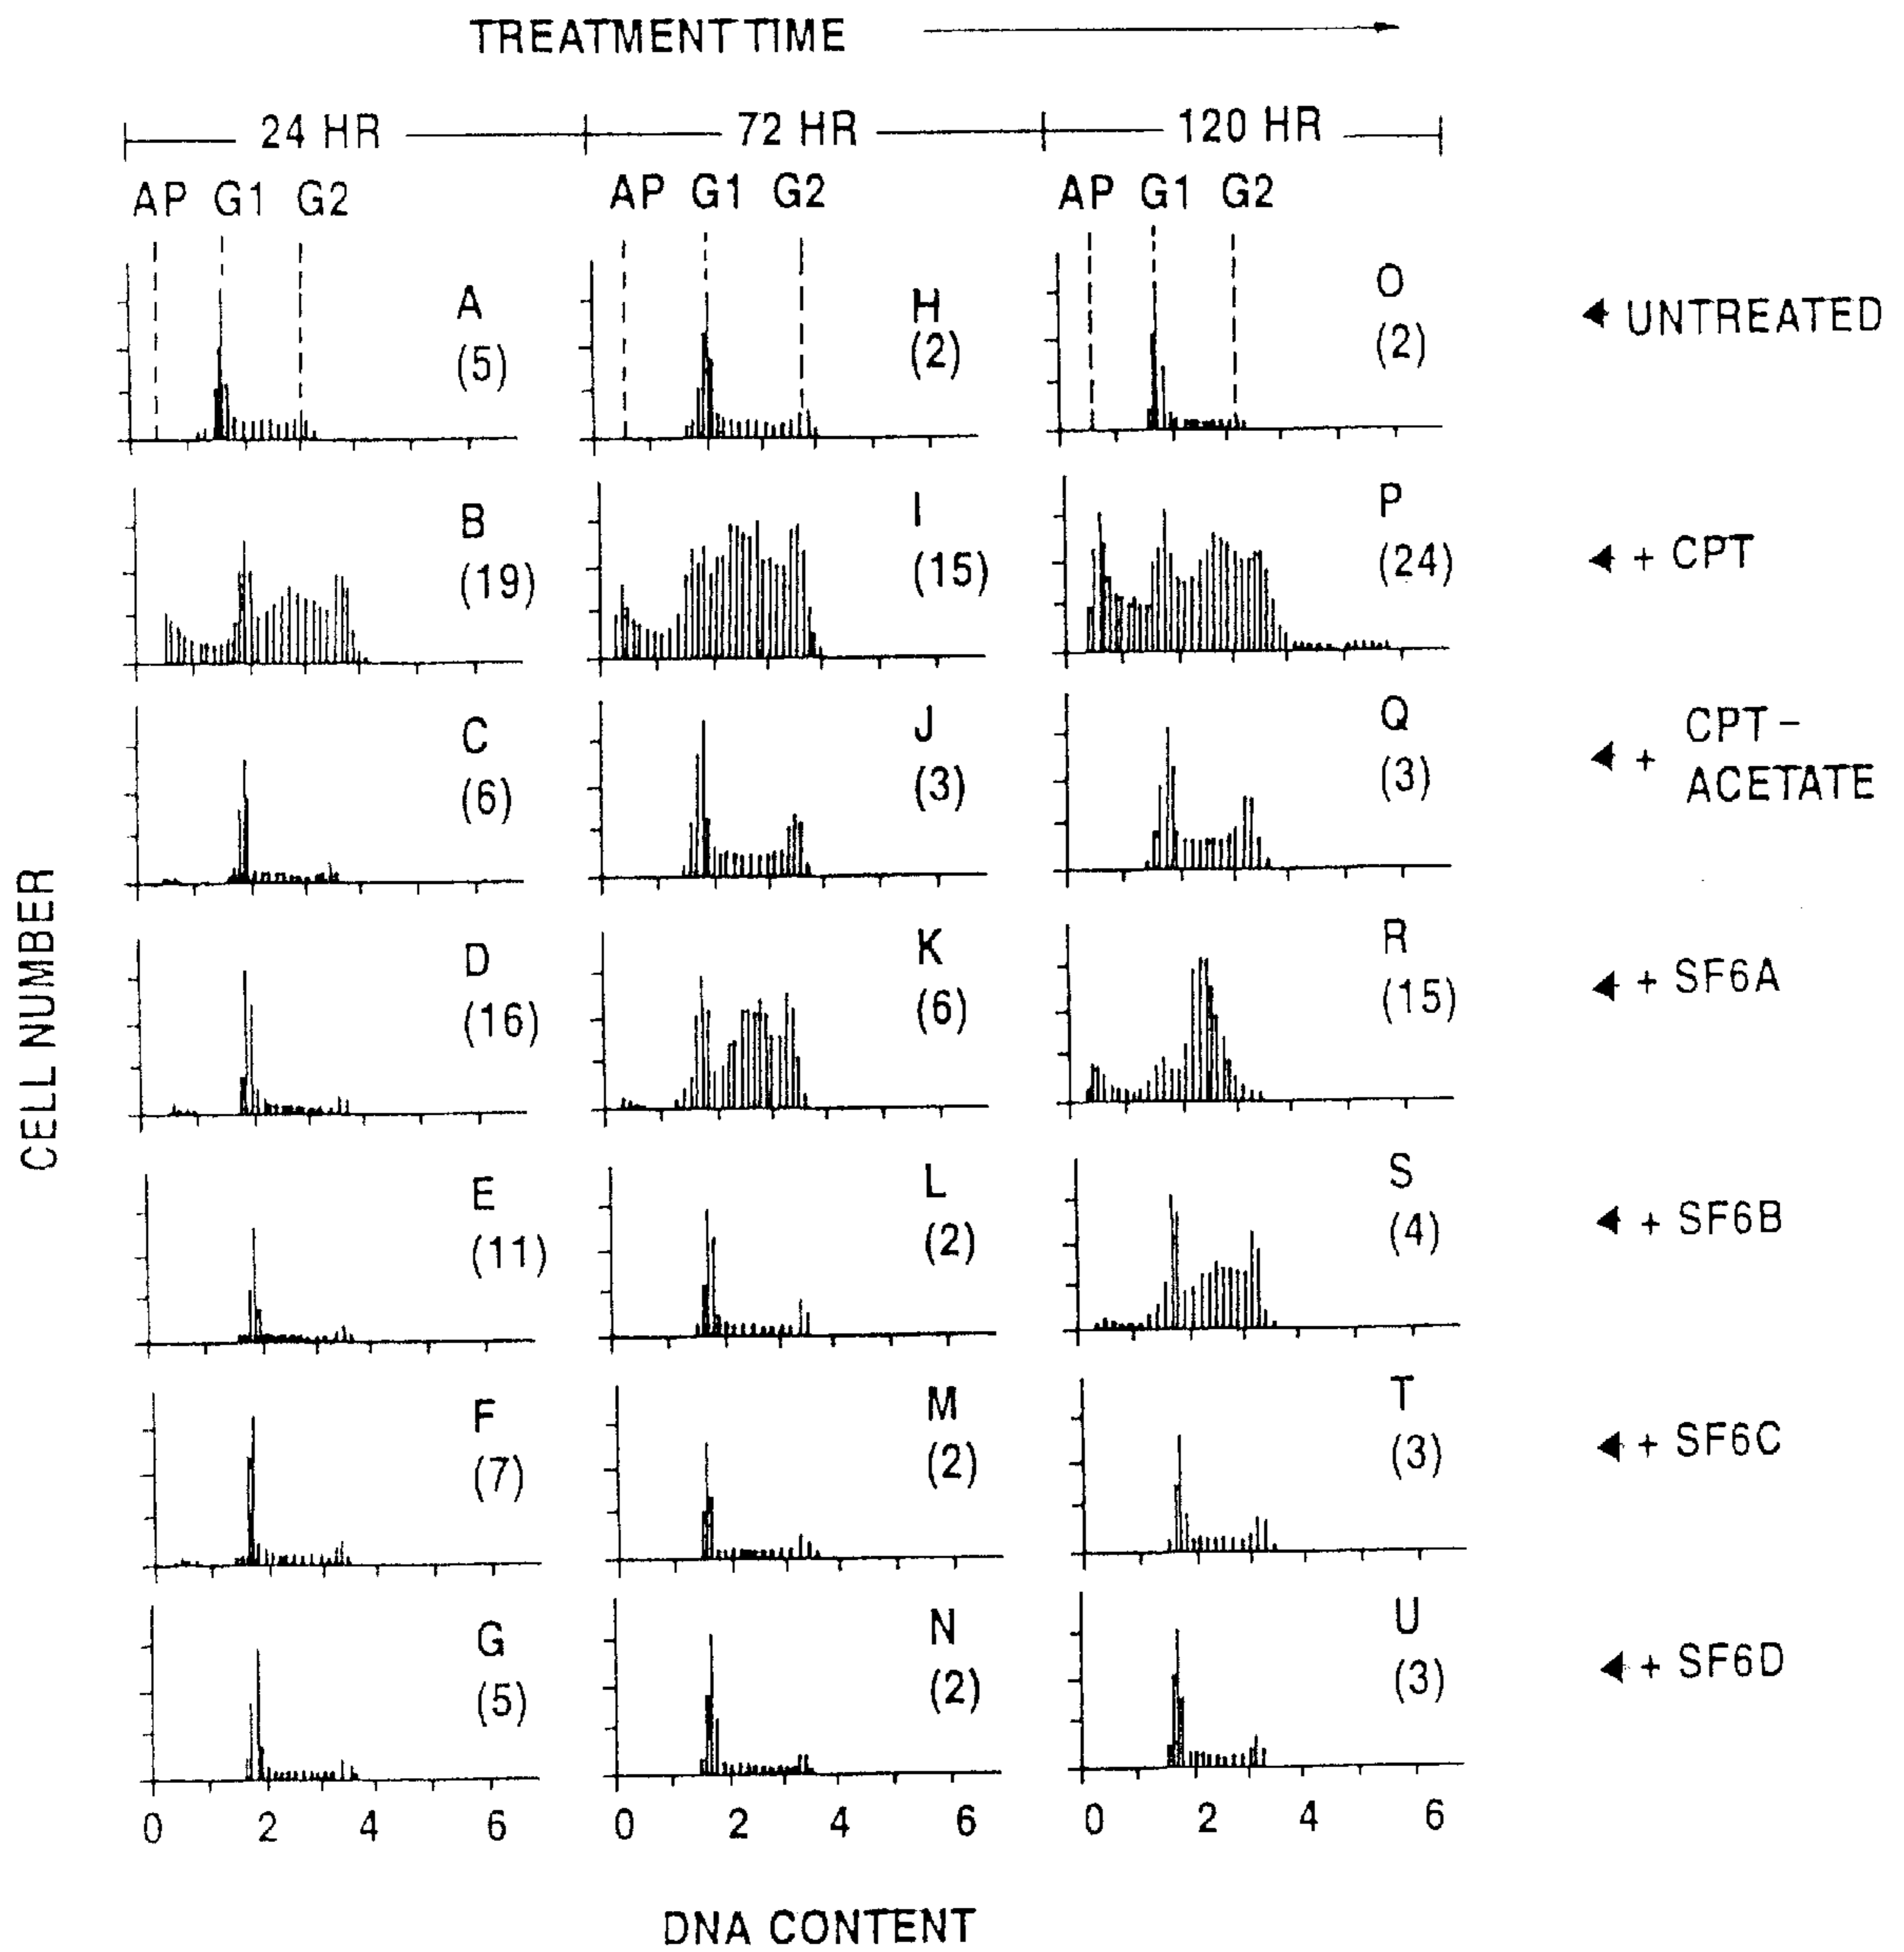 TREATMENT TIME
24 HR 72 HR 120 HR
AP G1 G2 AP G1 G2 AP G1 G2
A H O
(5) (2) (2)
UNTREATED
B I P
(19) (15) (24)
+ CPT
C J Q
(6) (3) (3)
+ CPT-
ACETATE
D K R
(16) (6) (15)
+ SF6A
E L S
(11) (2) (4)
+ SF6B
F M T
(7) (2) (3)
+ SF6C
G N U
(5) (2) (3)
+ SF6D
0 2 4 6 0 2 4 6 0 2 4 6
CELL NUMBER
DNA CONTENT